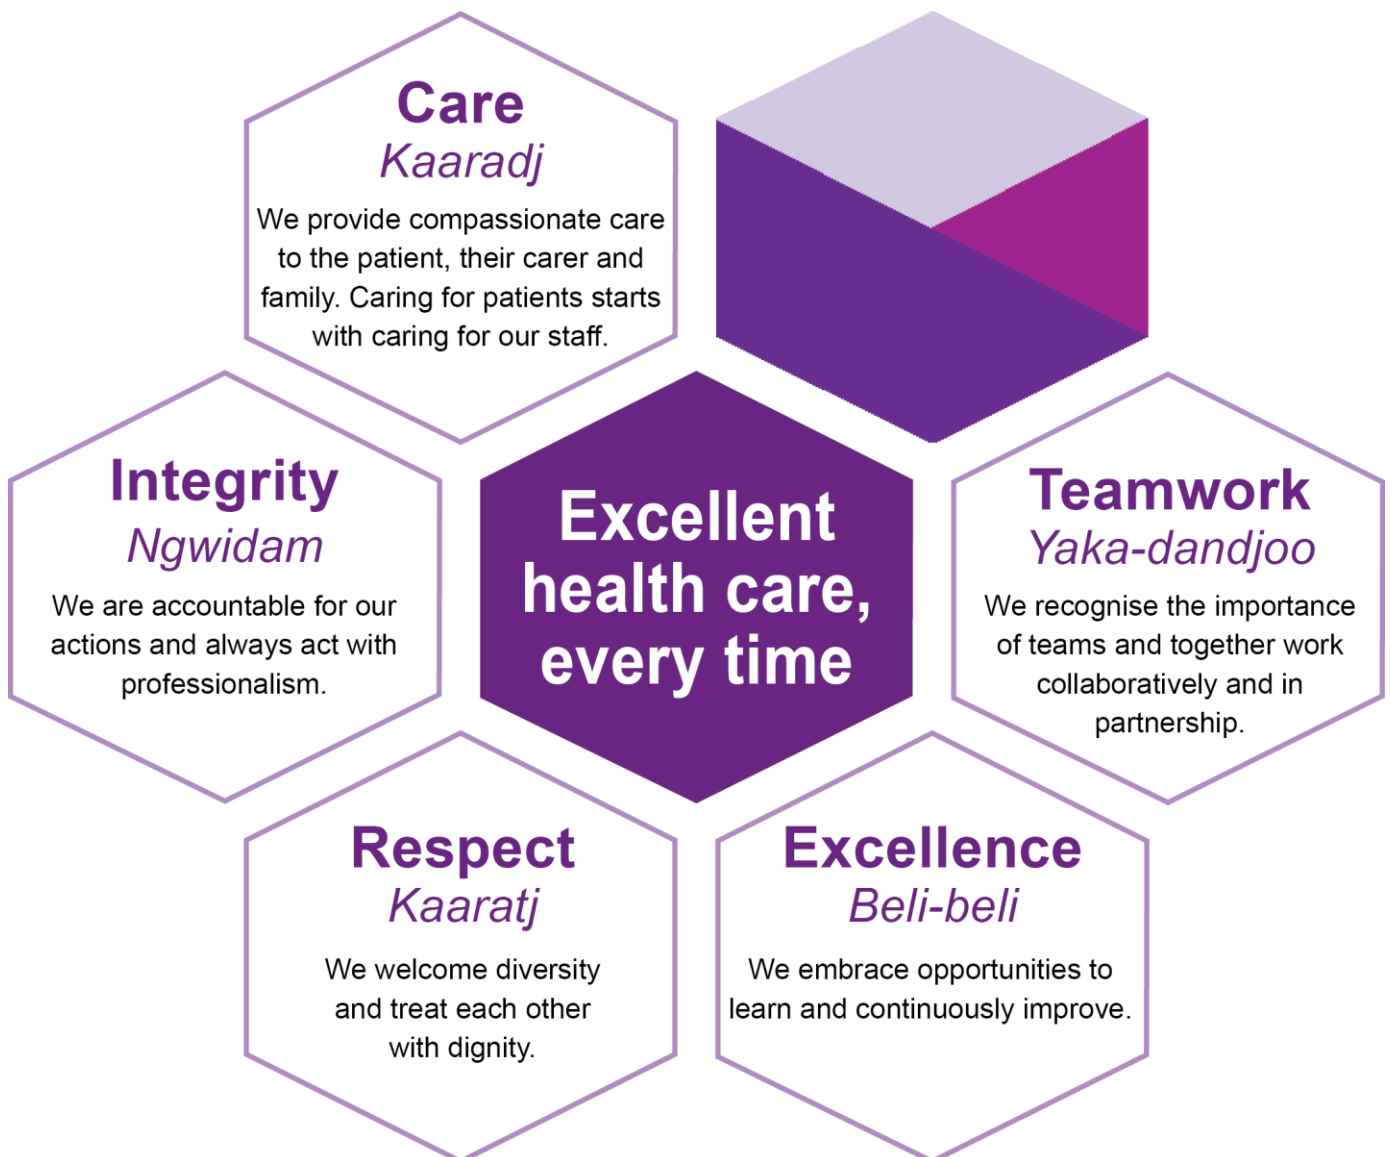 Care
Kaaradj
We provide compassionate care
to the patient, their carer and
family. Caring for patients starts
with caring for our staff.
Integrity
Ngwidam
We are accountable for our
actions and always act with
professionalism.
Excellent
health care,
every time
Teamwork
Yaka-dandjoo
We recognise the importance
of teams and together work
collaboratively and in
partnership.
Respect
Kaaratj
We welcome diversity
and treat each other
with dignity.
Excellence
Beli-beli
We embrace opportunities to
learn and continuously improve.